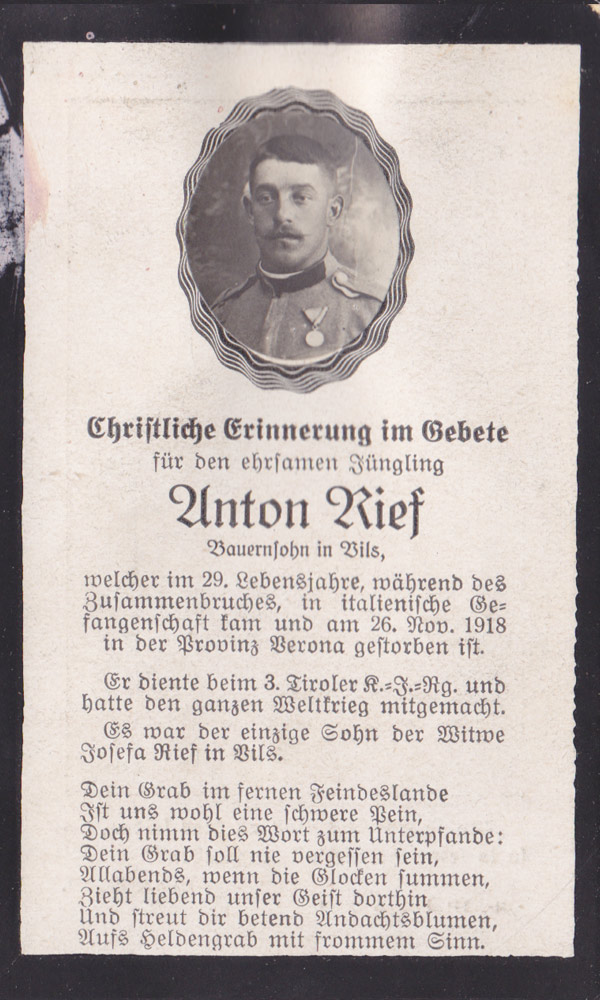 Christliche Erinnerung im Gebete
für den ehrsamen Jüngling
Anton Rief
Bauernsohn in Vils,
welcher im 29. Lebensjahre, während des
Zusammenbruches, in italienische Ge-
fangenschaft kam und am 26. Nov. 1918
in der Provinz Verona gestorben ist.
Er diente beim 3. Tiroler K.-J.-Rg. und
hatte den ganzen Weltkrieg mitgemacht.
Es war der einzige Sohn der Witwe
Josefa Rief in Vils.
Dein Grab im fernen Feindeslande
Ist uns wohl eine schwere Pein,
Doch nimm dies Wort zum Unterpfande:
Dein Grab soll nie vergessen sein,
Allabends, wenn die Glocken summen,
Zieht liebend unser Geist dorthin
Und streut dir betend Andachtsblumen,
Aufs Heldengrab mit frommem Sinn.